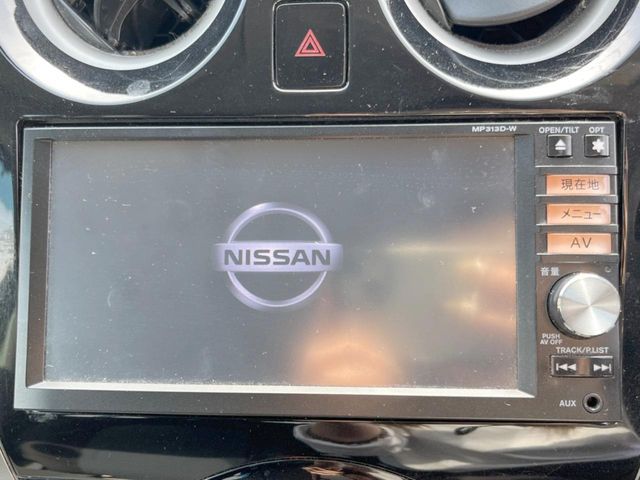 MP313D-W
OPEN/TILT OPT
現在地
メニュー
AV
音量
PUSH
AV OFF
TRACK/P.LIST
AUX
NISSAN